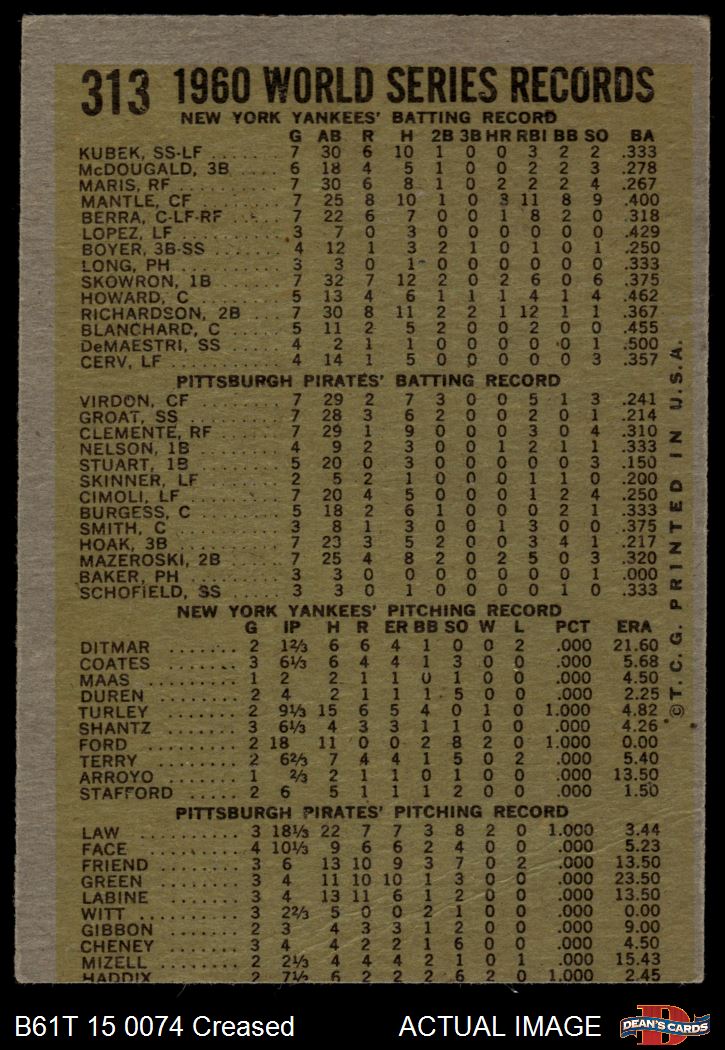 313 1960 WORLD SERIES RECORDS
NEW YORK YANKEES' BATTING RECORD
G AB R H 2B 3B HR RBI BB SO BA
KUBEK, SS-LF ........ 7 30 6 10 1 0 0 3 2 2 .333
McDOUGALD, 3B ...... 6 18 4 5 1 0 0 2 2 3 .278
MARIS, RF ........... 7 30 6 8 1 0 2 2 2 4 .267
MANTLE, CF .......... 7 25 8 10 1 0 3 11 8 9 .400
BERRA, C-LF-RF ...... 7 22 6 7 0 0 1 8 2 0 .318
LOPEZ, LF ........... 3 7 0 3 0 0 0 0 0 0 .429
BOYER, 3B-SS ........ 4 12 1 3 2 1 0 1 0 1 .250
LONG, PH ............ 3 3 0 1 0 0 0 0 0 0 .333
SKOWRON, 1B ........ 7 32 7 12 2 0 2 6 0 6 .375
HOWARD, C .......... 5 13 4 6 1 1 1 4 1 4 .462
RICHARDSON, 2B ..... 7 30 8 11 2 2 1 12 1 1 .367
BLANCHARD, C ....... 5 11 2 5 2 0 0 2 0 0 .455
DeMAESTRI, SS ...... 4 2 1 1 0 0 0 0 0 1 .500
CERV, LF ............ 4 14 1 5 0 0 0 0 0 3 .357
PITTSBURGH PIRATES' BATTING RECORD
VIRDON, CF .......... 7 29 2 7 3 0 0 5 1 3 .241
GROAT, SS ........... 7 28 3 6 2 0 0 2 0 1 .214
CLEMENTE, RF ....... 7 29 1 9 0 0 0 3 0 4 .310
NELSON, 1B .......... 4 9 2 3 0 0 1 2 1 1 .333
STUART, 1B .......... 5 20 0 3 0 0 0 0 0 3 .150
SKINNER, LF ......... 2 5 2 1 0 0 0 1 1 0 .200
CIMOLI, LF .......... 7 20 4 5 0 0 0 1 2 4 .250
BURGESS, C .......... 5 18 2 6 1 0 0 0 2 1 .333
SMITH, C ............ 3 8 1 3 0 0 1 3 0 0 .375
HOAK, 3B ............ 7 23 3 5 2 0 0 3 4 1 .217
MAZEROSKI, 2B ...... 7 25 4 8 2 0 2 5 0 3 .320
BAKER, PH ........... 3 3 0 0 0 0 0 0 0 1 .000
SCHOFIELD, SS ...... 3 3 0 1 0 0 0 0 1 0 .333
NEW YORK YANKEES' PITCHING RECORD
G IP H R ER BB SO W L PCT ERA
DITMAR ........ 2 1⅔ 6 6 4 1 0 0 2 .000 21.60
COATES ........ 3 6⅓ 6 4 4 1 3 0 0 .000 5.68
MAAS .......... 1 2 2 1 1 0 1 0 0 .000 4.50
DUREN ......... 2 4 2 1 1 1 5 0 0 .000 2.25
TURLEY ........ 2 9⅓ 15 6 5 4 0 1 0 1.000 4.82
SHANTZ ........ 3 6⅓ 4 3 3 1 1 0 0 .000 4.26
FORD .......... 2 18 11 0 0 2 8 2 0 1.000 0.00
TERRY ......... 2 6⅔ 7 4 4 1 5 0 2 .000 5.40
ARROYO ........ 1 ⅔ 2 1 1 0 1 0 0 .000 13.50
STAFFORD ...... 2 6 5 1 1 1 2 0 0 .000 1.50
PITTSBURGH PIRATES' PITCHING RECORD
LAW .......... 3 18⅓ 22 7 7 3 8 2 0 1.000 3.44
FACE ......... 4 10⅓ 9 6 6 2 4 0 0 .000 5.23
FRIEND ....... 3 6 13 10 9 3 7 0 2 .000 13.50
GREEN ........ 3 4 11 10 10 1 3 0 0 .000 23.50
LABINE ....... 3 4 13 11 6 1 2 0 0 .000 13.50
WITT ......... 3 2⅔ 5 0 0 2 1 0 0 .000 0.00
GIBBON ....... 2 3 4 3 3 1 2 0 0 .000 9.00
CHENEY ....... 3 4 4 2 2 1 6 0 0 .000 4.50
MIZELL ....... 2 2⅓ 4 4 4 2 1 0 1 .000 15.43
HADDIX ....... 2 7⅓ 6 2 2 2 6 2 0 1.000 2.45
©T.C.G. PRINTED IN U.S.A.
B61T 15 0074 Creased ACTUAL IMAGE
D
DEAN'S CARDS